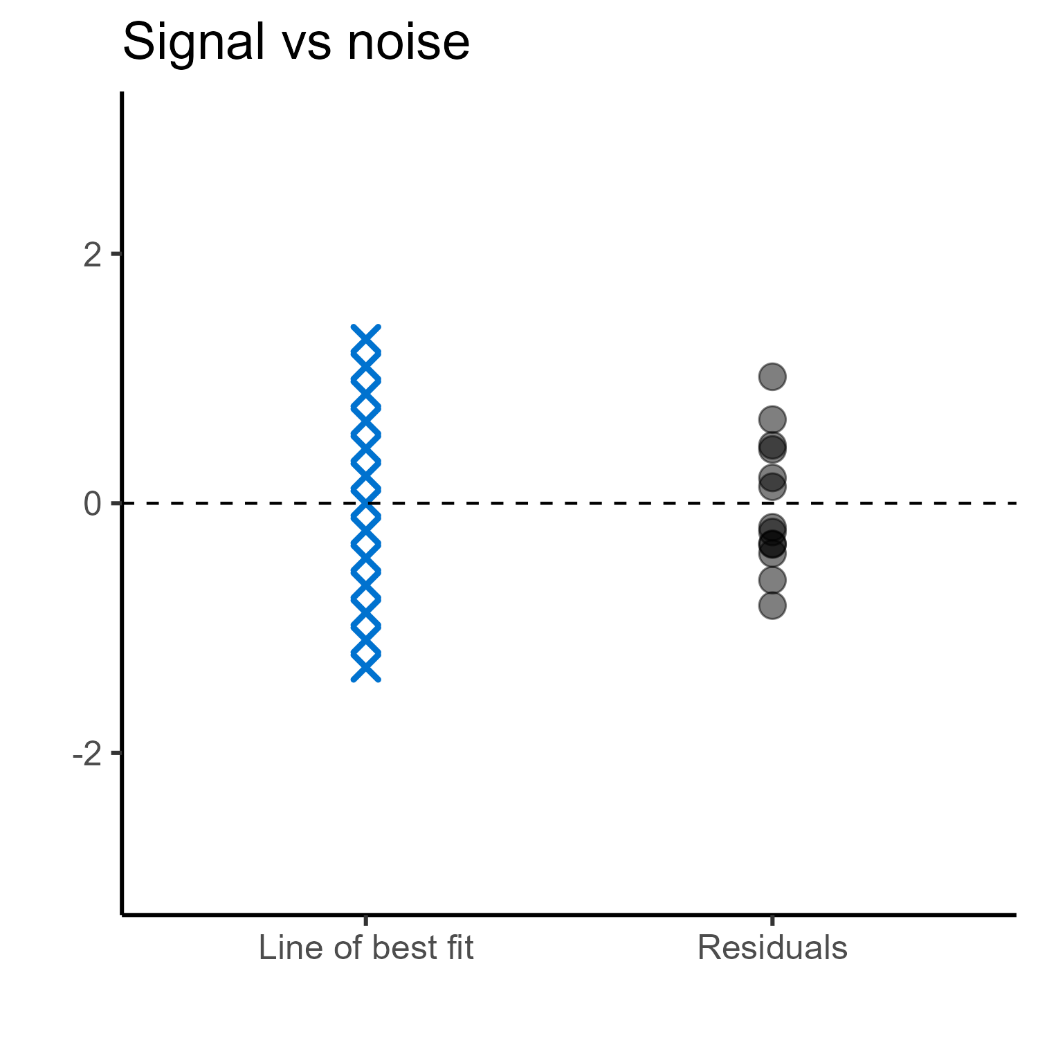 Signal vs noise
2
0
-2
Line of best fit
Residuals